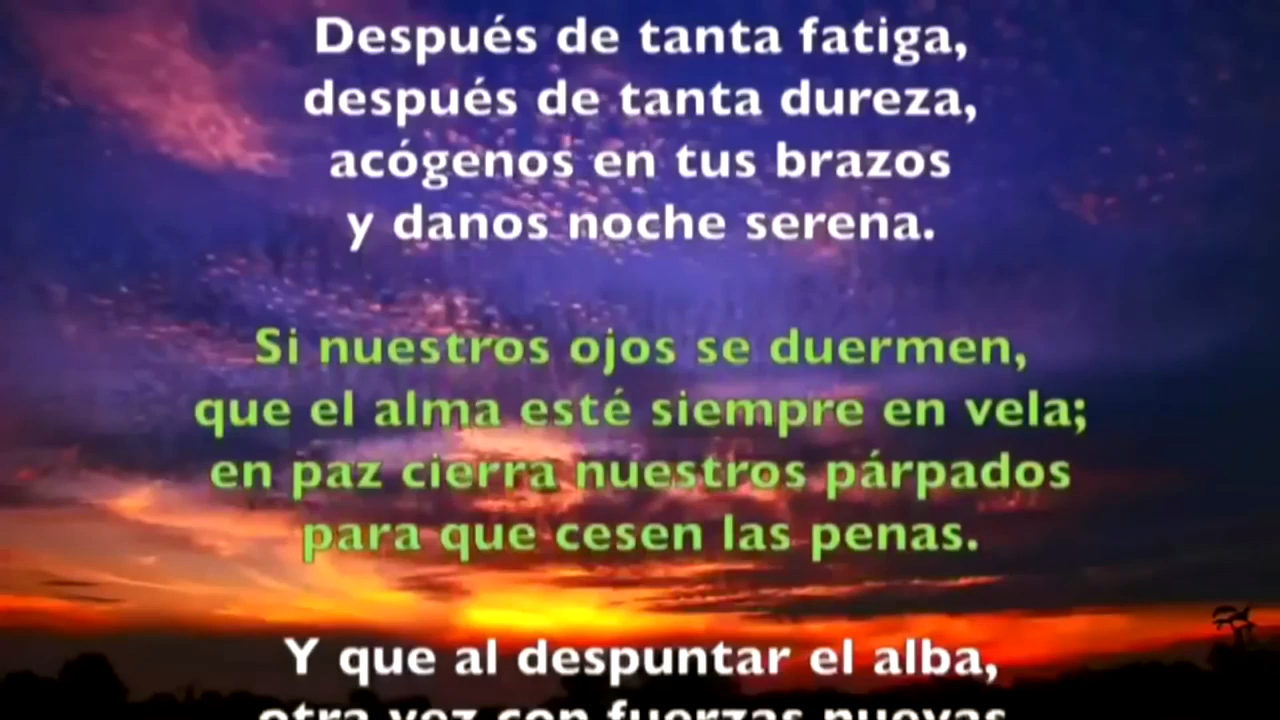 Después de tanta fatiga,
después de tanta dureza,
acógenos en tus brazos
y danos noche serena.
Si nuestros ojos se duermen,
que el alma esté siempre en vela;
en paz cierra nuestros párpados
para que cesen las penas.
Y que al despuntar el alba,
otra vez con fuerzas nuevas